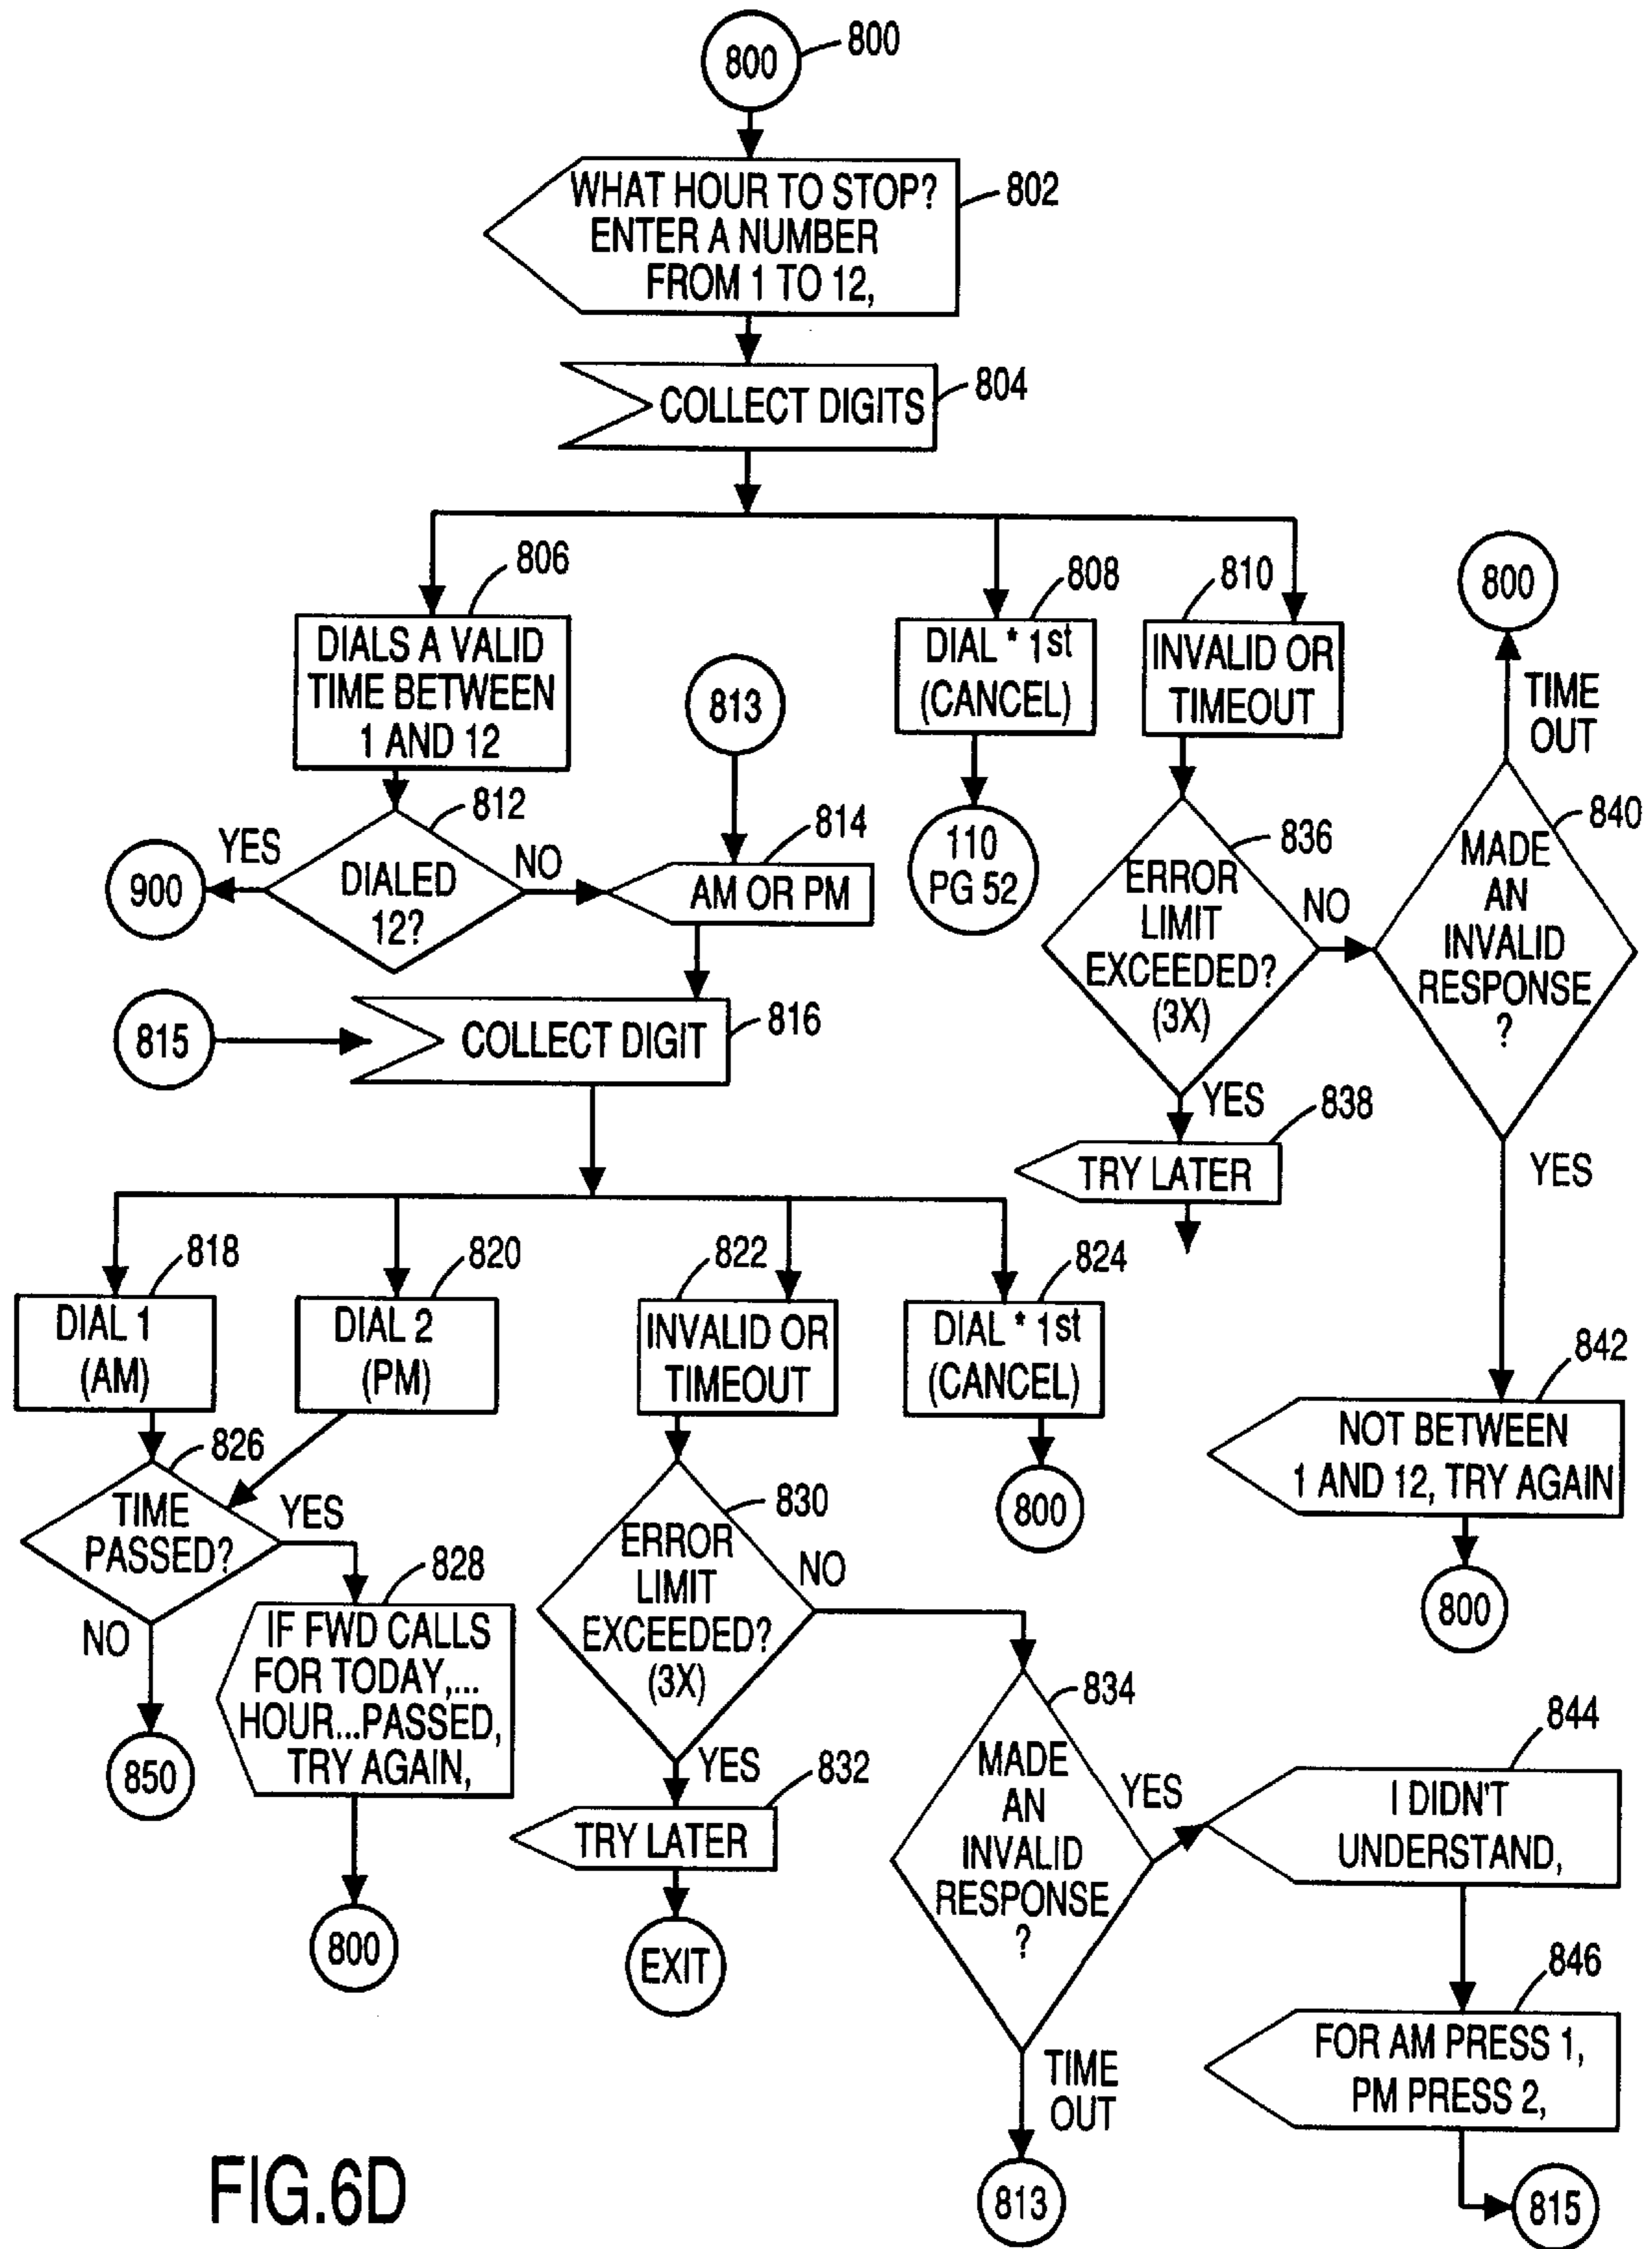 800
800
WHAT HOUR TO STOP?
ENTER A NUMBER
FROM 1 TO 12,
802
COLLECT DIGITS
804
806
DIALS A VALID
TIME BETWEEN
1 AND 12
808
DIAL * 1st
(CANCEL)
810
INVALID OR
TIMEOUT
800
TIME
OUT
813
812
DIALED
12?
YES
900
NO
814
AM OR PM
110
PG 52
836
ERROR
LIMIT
EXCEEDED?
(3X)
NO
840
MADE
AN
INVALID
RESPONSE
?
815
COLLECT DIGIT
816
YES
838
TRY LATER
YES
818
DIAL 1
(AM)
820
DIAL 2
(PM)
822
INVALID OR
TIMEOUT
824
DIAL * 1st
(CANCEL)
842
NOT BETWEEN
1 AND 12, TRY AGAIN
800
826
TIME
PASSED?
YES
NO
850
828
IF FWD CALLS
FOR TODAY,...
HOUR...PASSED,
TRY AGAIN,
800
830
ERROR
LIMIT
EXCEEDED?
(3X)
NO
800
YES
832
TRY LATER
EXIT
834
MADE
AN
INVALID
RESPONSE
?
YES
844
I DIDN'T
UNDERSTAND,
846
FOR AM PRESS 1,
PM PRESS 2,
TIME
OUT
813
815
FIG.6D